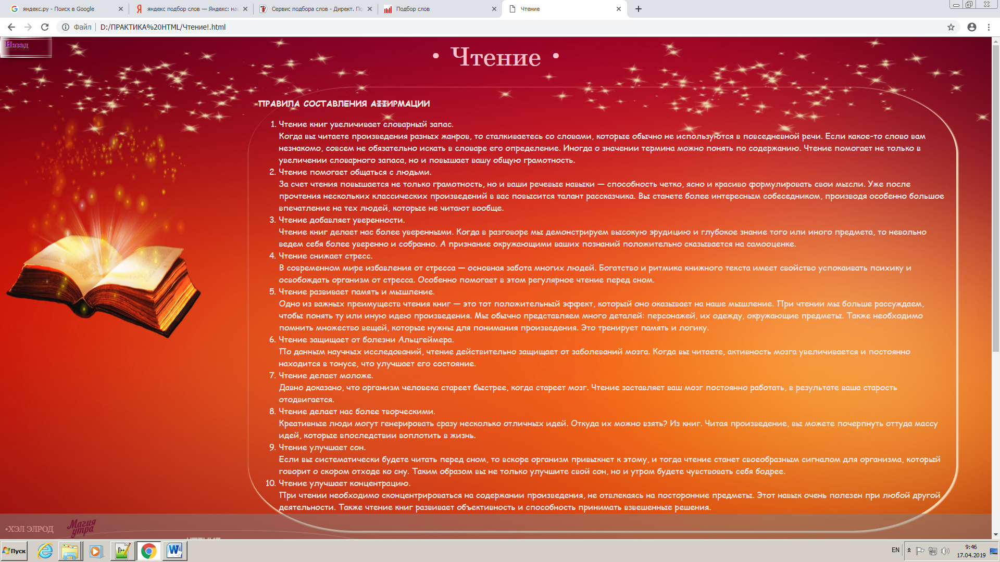 яндекс.ру - Поиск в Google
яндекс подбор слов — Яндекс: на
Сервис подбора слов - Директ. По
Подбор слов
Чтение
Файл
D:/ПРАКТИКА%20HTML/Чтение!.html
Назад
• Чтение •
ПРАВИЛА СОСТАВЛЕНИЯ АФФИРМАЦИИ
1. Чтение книг увеличивает словарный запас.
Когда вы читаете произведения разных жанров, то сталкиваетесь со словами, которые обычно не используются в повседневной речи. Если какое-то слово вам
незнакомо, совсем не обязательно искать в словаре его определение. Иногда о значении термина можно понять по содержанию. Чтение помогает не только в
увеличении словарного запаса, но и повышает вашу общую грамотность.
2. Чтение помогает общаться с людьми.
За счет чтения повышается не только грамотность, но и ваши речевые навыки — способность четко, ясно и красиво формулировать свои мысли. Уже после
прочтения нескольких классических произведений в вас повысится талант рассказчика. Вы станете более интересным собеседником, производя особенно большое
впечатление на тех людей, которые не читают вообще.
3. Чтение добавляет уверенности.
Чтение книг делает нас более уверенными. Когда в разговоре мы демонстрируем высокую эрудицию и глубокое знание того или иного предмета, то невольно
ведем себя более уверенно и собранно. А признание окружающими ваших познаний положительно сказывается на самооценке.
4. Чтение снижает стресс.
В современном мире избавления от стресса — основная забота многих людей. Богатство и ритмика книжного текста имеет свойство успокаивать психику и
освобождать организм от стресса. Особенно помогает в этом регулярное чтение перед сном.
5. Чтение развивает память и мышление.
Одно из важных преимуществ чтения книг — это тот положительный эффект, который оно оказывает на наше мышление. При чтении мы больше рассуждаем,
чтобы понять ту или иную идею произведения. Мы обычно представляем много деталей: персонажей, их одежду, окружающие предметы. Также необходимо
помнить множество вещей, которые нужны для понимания произведения. Это тренирует память и логику.
6. Чтение защищает от болезни Альцгеймера.
По данным научных исследований, чтение действительно защищает от заболеваний мозга. Когда вы читаете, активность мозга увеличивается и постоянно
находится в тонусе, что улучшает его состояние.
7. Чтение делает моложе.
Давно доказано, что организм человека стареет быстрее, когда стареет мозг. Чтение заставляет ваш мозг постоянно работать, в результате ваша старость
отодвигается.
8. Чтение делает нас более творческими.
Креативные люди могут генерировать сразу несколько отличных идей. Откуда их можно взять? Из книг. Читая произведение, вы можете почерпнуть оттуда массу
идей, которые впоследствии воплотить в жизнь.
9. Чтение улучшает сон.
Если вы систематически будете читать перед сном, то вскоре организм привыкнет к этому, и тогда чтение станет своеобразным сигналом для организма, который
говорит о скором отходе ко сну. Таким образом вы не только улучшите свой сон, но и утром будете чувствовать себя бодрее.
10. Чтение улучшает концентрацию.
При чтении необходимо сконцентрироваться на содержании произведения, не отвлекаясь на посторонние предметы. Этот навык очень полезен при любой другой
деятельности. Также чтение книг развивает объективность и способность принимать взвешенные решения.
•ХЭЛ ЭЛРОД
Магия
утра
Пуск
EN
9:46
17.04.2019